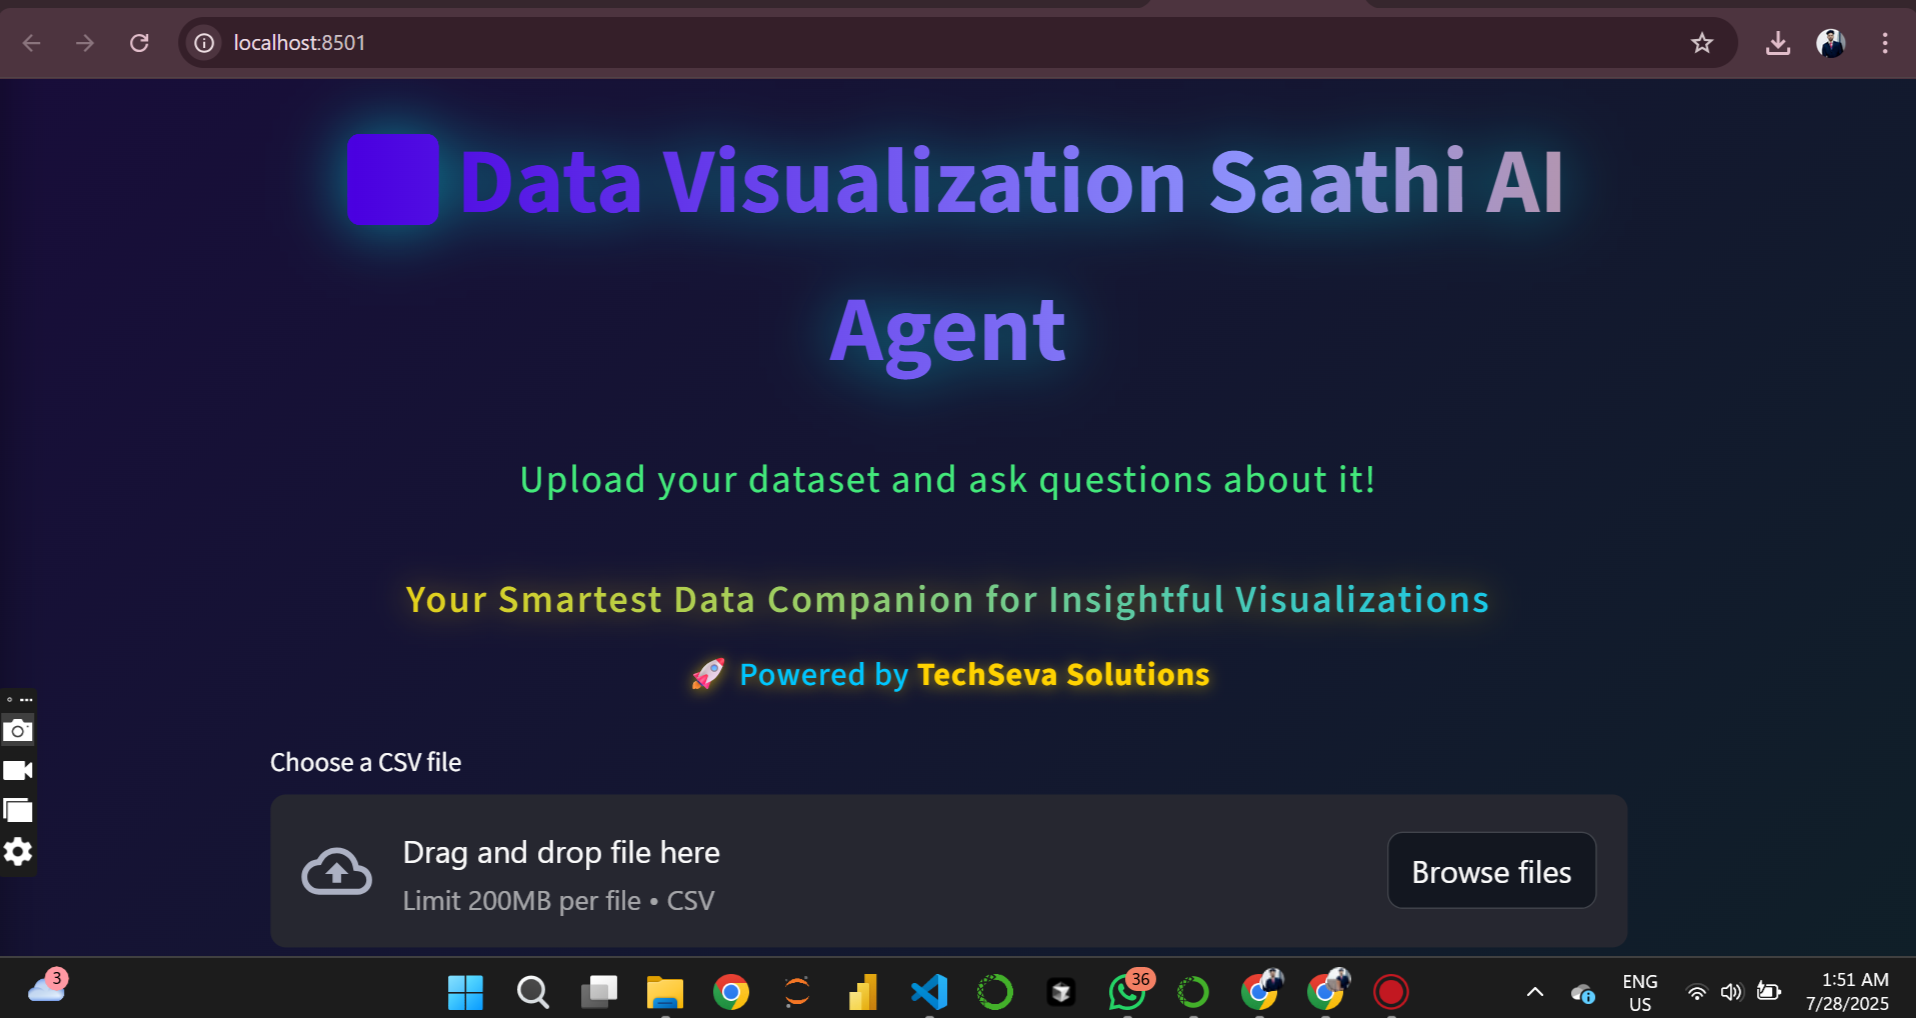 localhost:8501
Data Visualization Saathi AI
Agent
Upload your dataset and ask questions about it!
Your Smartest Data Companion for Insightful Visualizations
🚀 Powered by TechSeva Solutions
Choose a CSV file
Drag and drop file here
Limit 200MB per file • CSV
Browse files
3
36
ENG
US
1:51 AM
7/28/2025